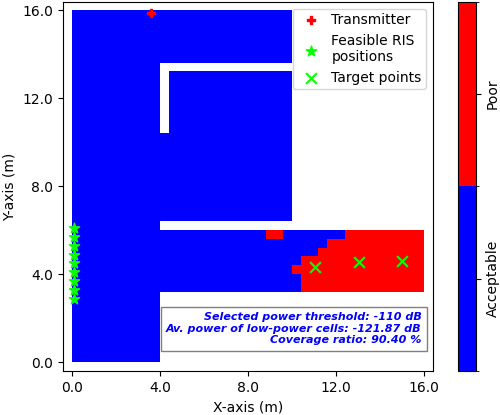 16.0
12.0
8.0
4.0
0.0
Y-axis (m)
0.0 4.0 8.0 12.0 16.0
X-axis (m)
Transmitter
Feasible RIS
positions
Target points
Selected power threshold: -110 dB
Av. power of low-power cells: -121.87 dB
Coverage ratio: 90.40 %
Poor
Acceptable